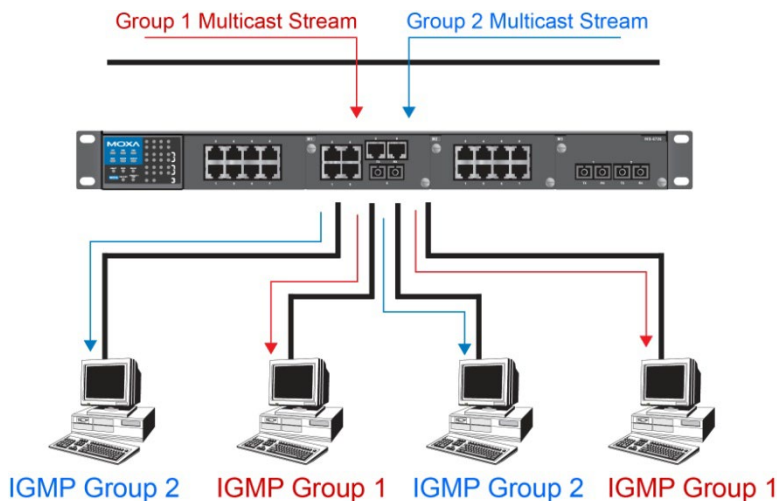 Group 1 Multicast Stream
Group 2 Multicast Stream
MOXA
IGMP Group 2
IGMP Group 1
IGMP Group 2
IGMP Group 1